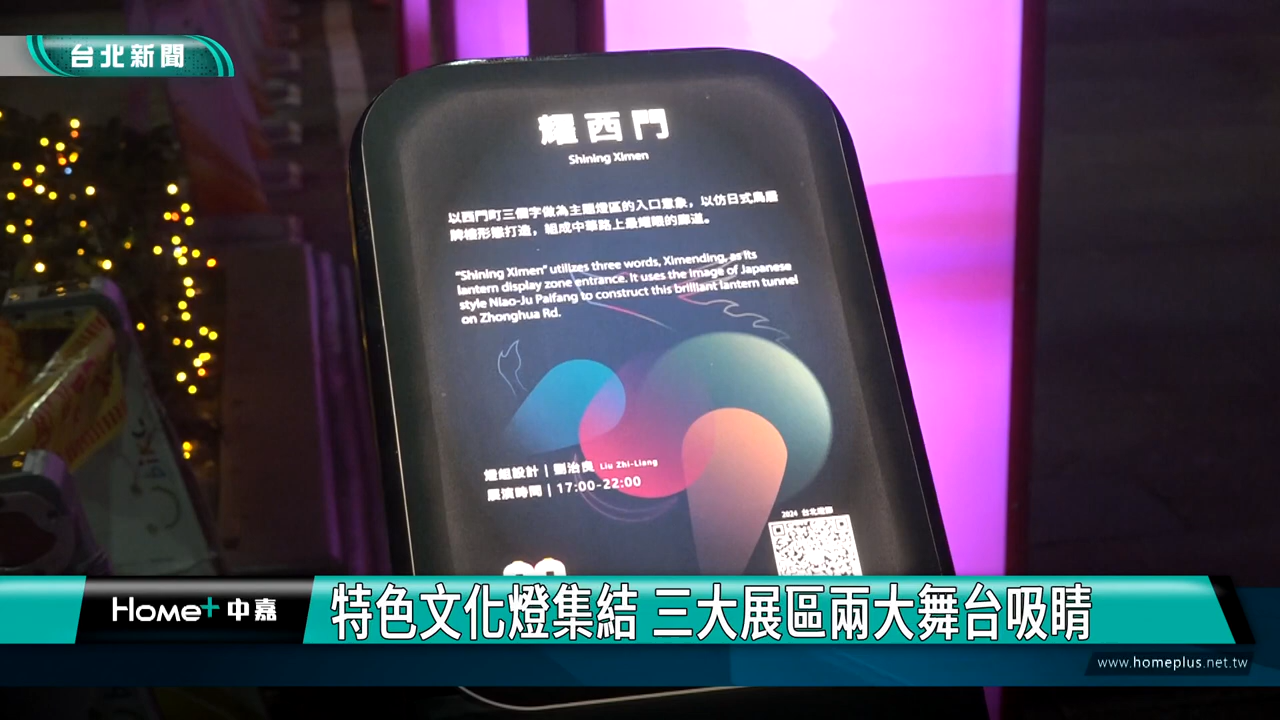 台北新聞
耀西門
Shining Ximen
以西門町三個字做為主題燈區的入口意象，以仿日式鳥居
牌樓形態打造，組成中華路上最耀眼的廊道。
"Shining Ximen" utilizes three words, Ximending, as its
lantern display zone entrance. It uses the image of Japanese
style Niao-Ju Paifang to construct this brilliant lantern tunnel
on Zhonghua Rd.
燈組設計 | 劉治良 Liu Zhi-Liang
展演時間 | 17:00-22:00
2024 台北燈節
Home+ 中嘉
特色文化燈集結 三大展區兩大舞台吸睛
www.homeplus.net.tw